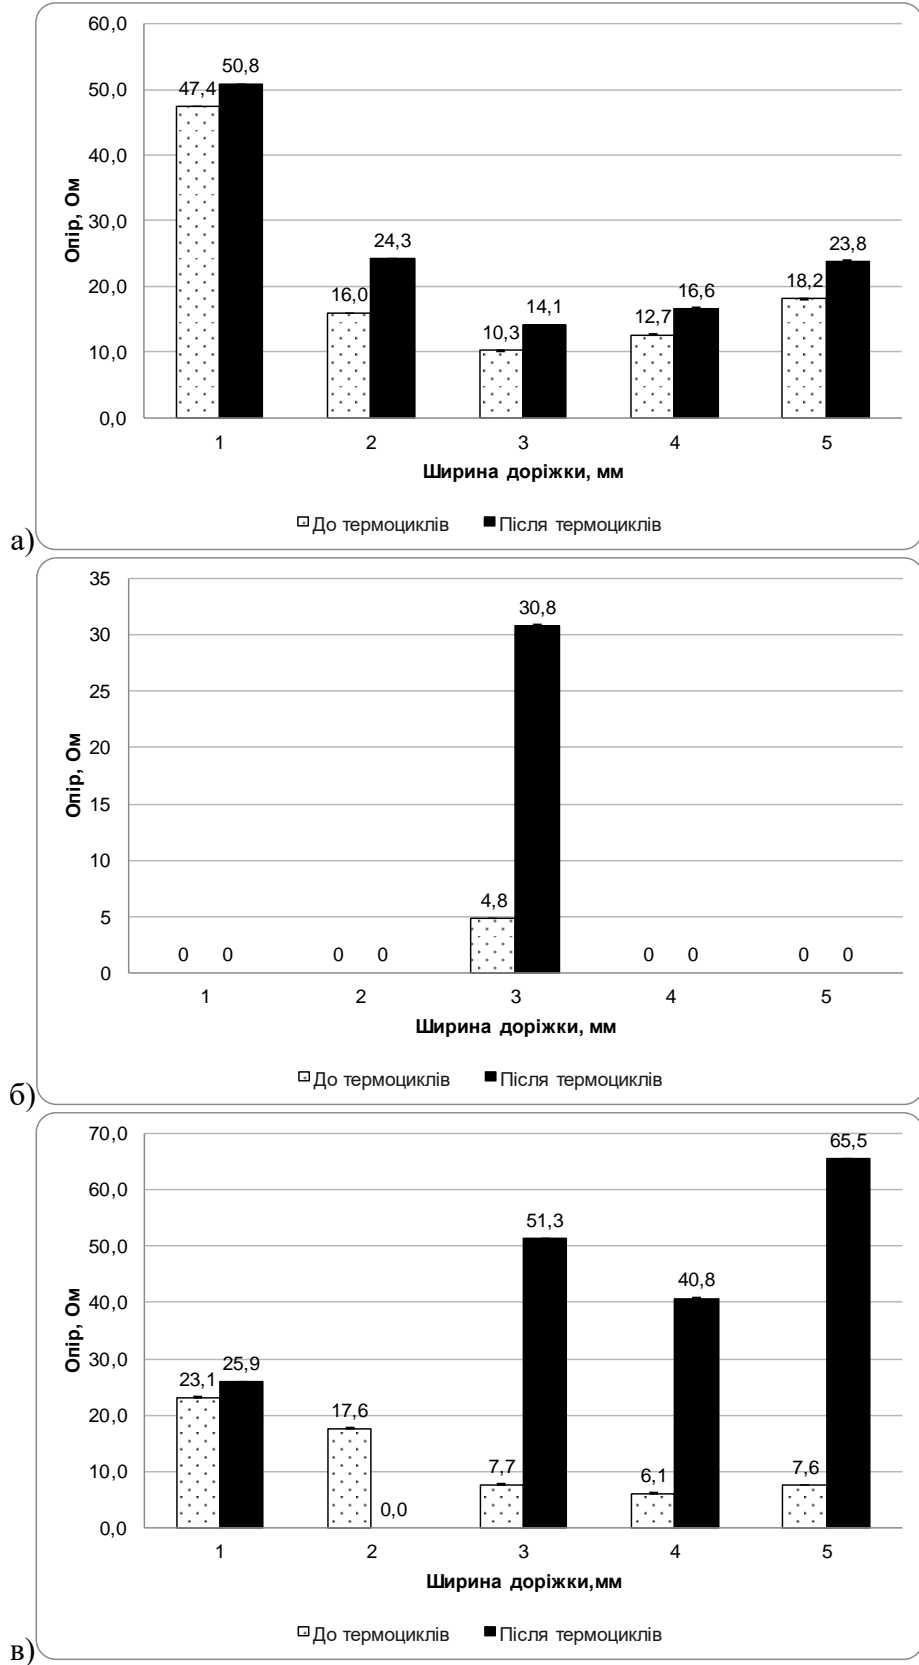 60,0
50,0
40,0
30,0
20,0
10,0
0,0
Опір, Ом
47,4 50,8
16,0 24,3
10,3 14,1
12,7 16,6
18,2 23,8
1 2 3 4 5
Ширина доріжки, мм
До термоциклів Після термоциклів
а)
35
30
25
20
15
10
5
0
Опір, Ом
0 0
0 0
4,8 30,8
0 0
0 0
1 2 3 4 5
Ширина доріжки, мм
До термоциклів Після термоциклів
б)
70,0
60,0
50,0
40,0
30,0
20,0
10,0
0,0
Опір, Ом
23,1 25,9
17,6 0,0
7,7 51,3
6,1 40,8
7,6 65,5
1 2 3 4 5
Ширина доріжки,мм
До термоциклів Після термоциклів
в)